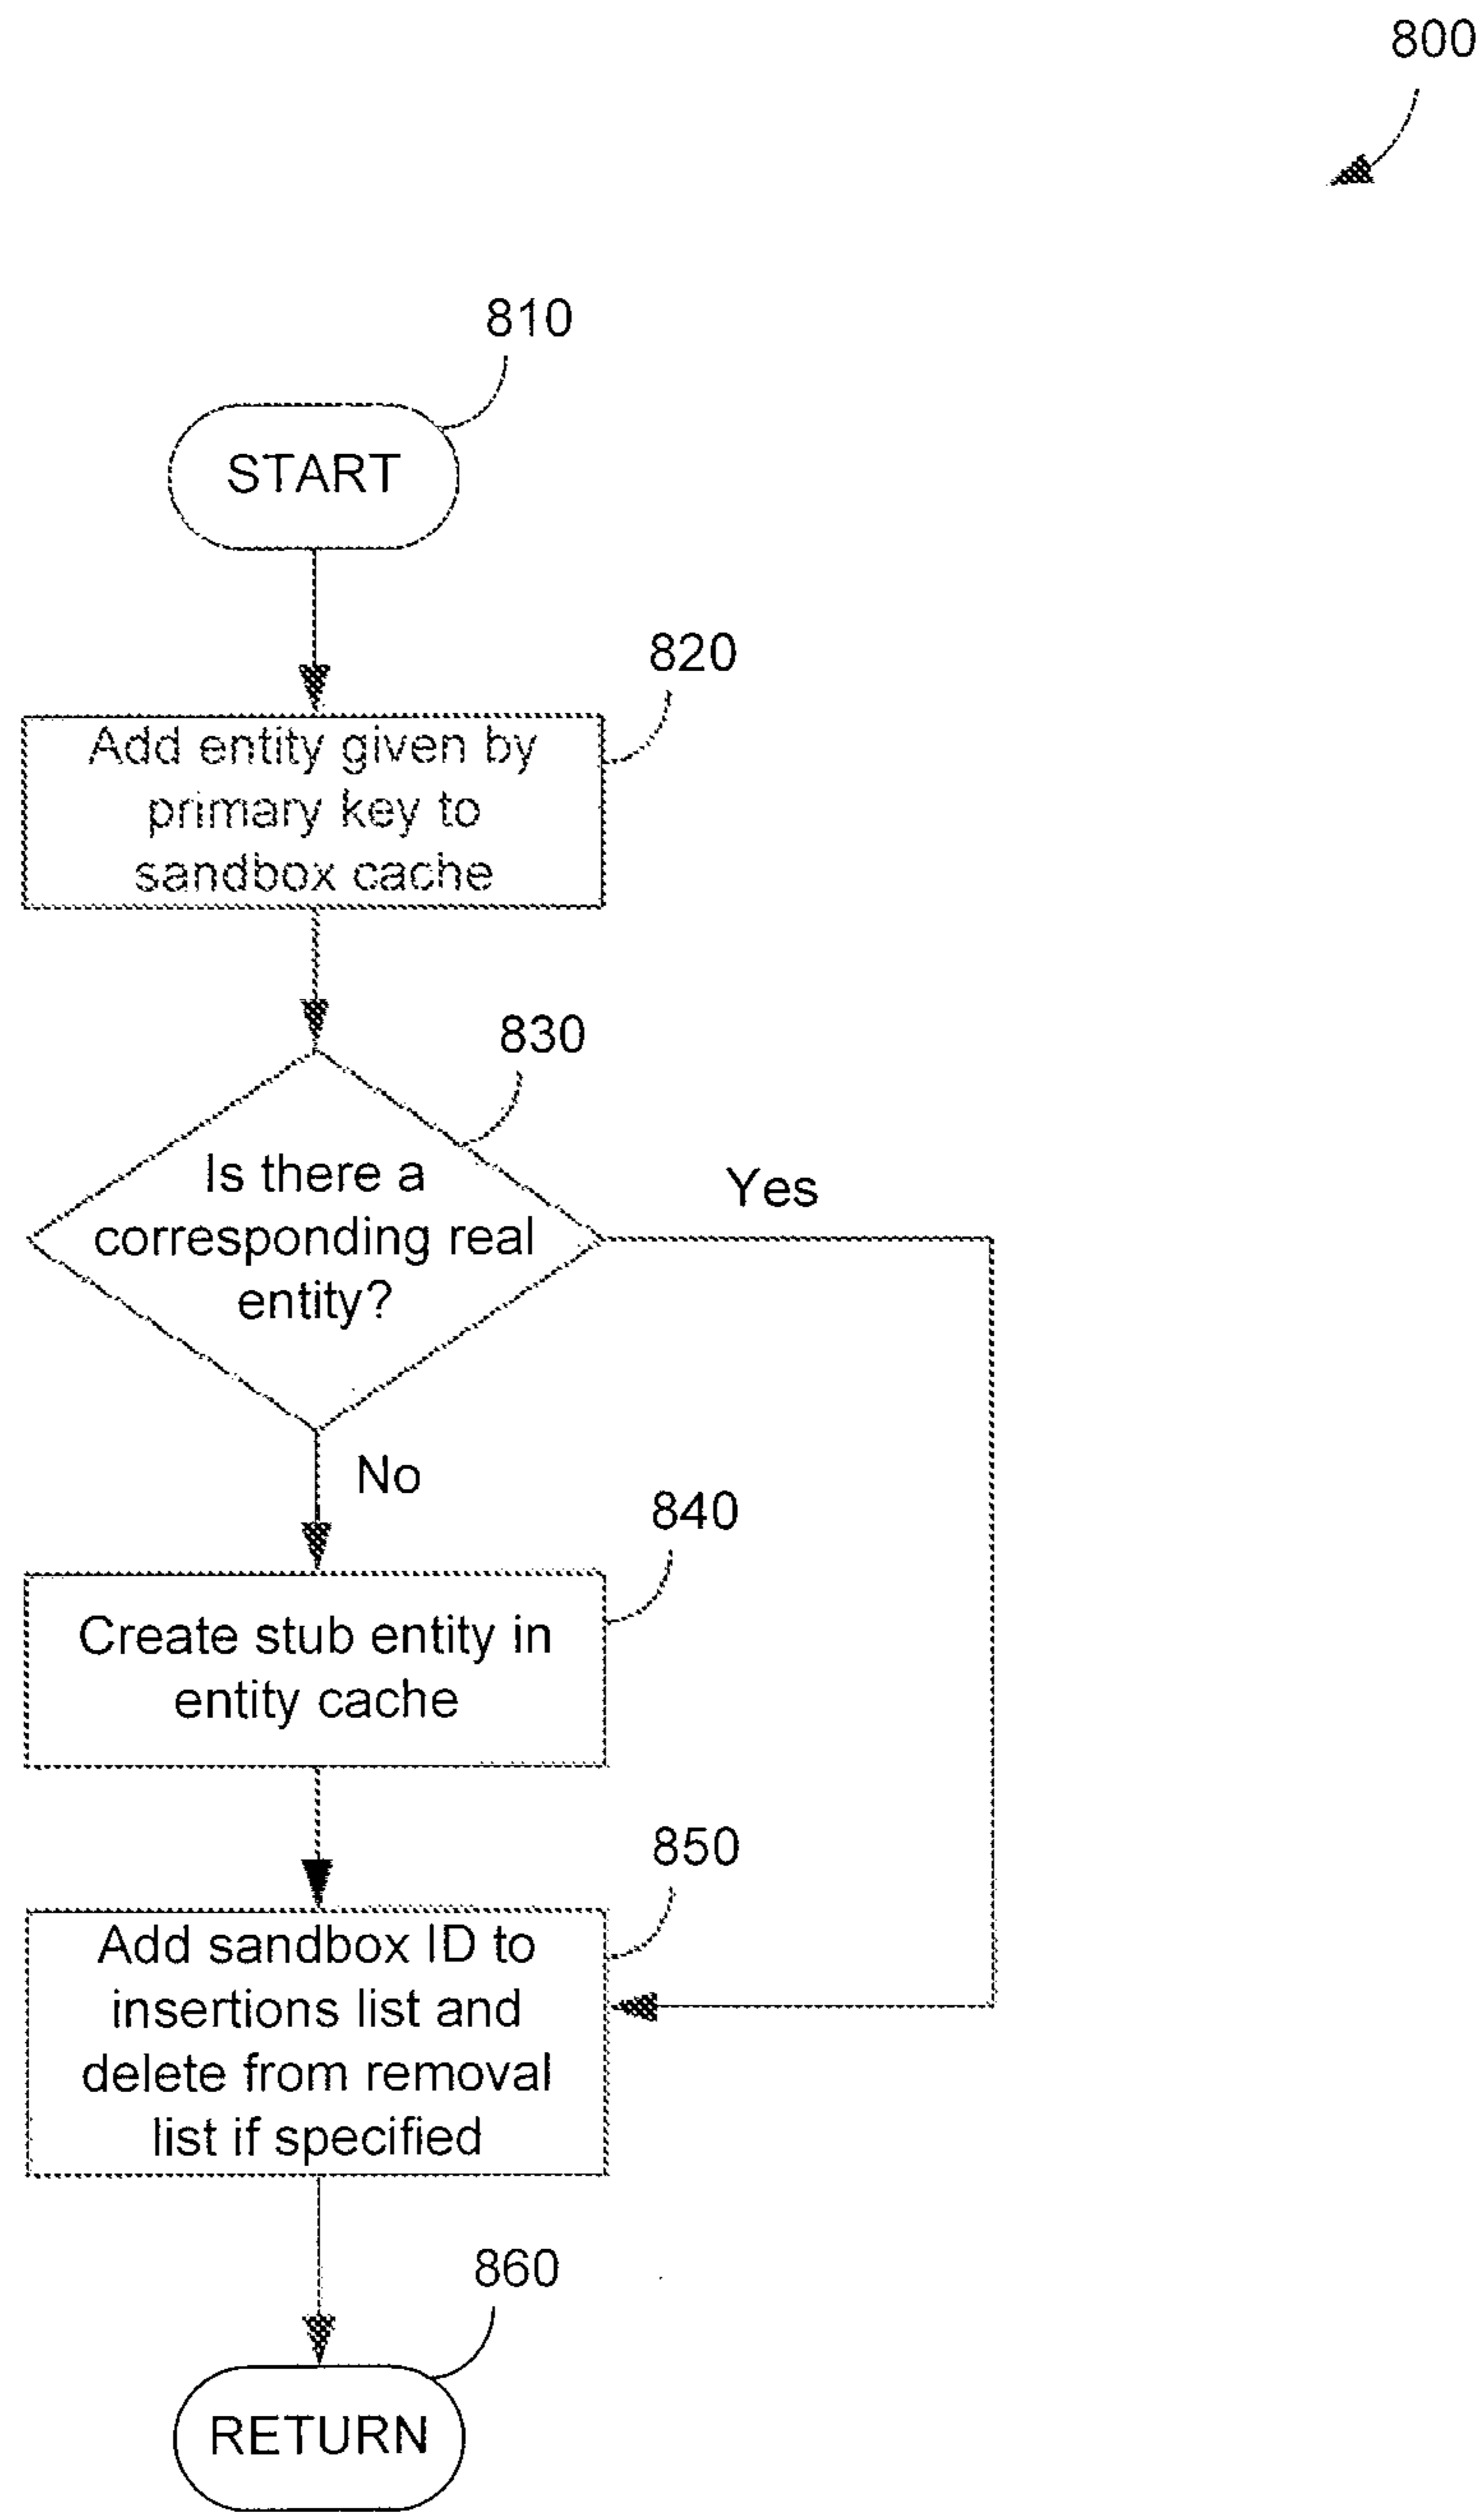 800
810
START
820
Add entity given by
primary key to
sandbox cache
830
Is there a
corresponding real
entity?
Yes
No
840
Create stub entity in
entity cache
850
Add sandbox ID to
insertions list and
delete from removal
list if specified
860
RETURN